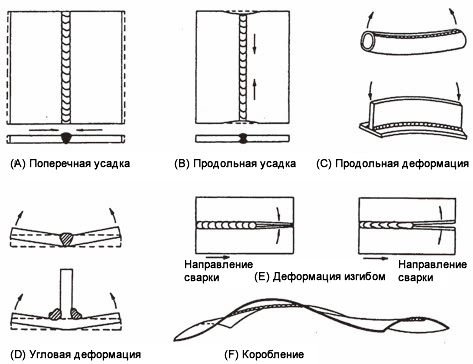 (A) Поперечная усадка
(B) Продольная усадка
(C) Продольная деформация
Направление
сварки
(E) Деформация изгибом
Направление
сварки
(D) Угловая деформация
(F) Коробление